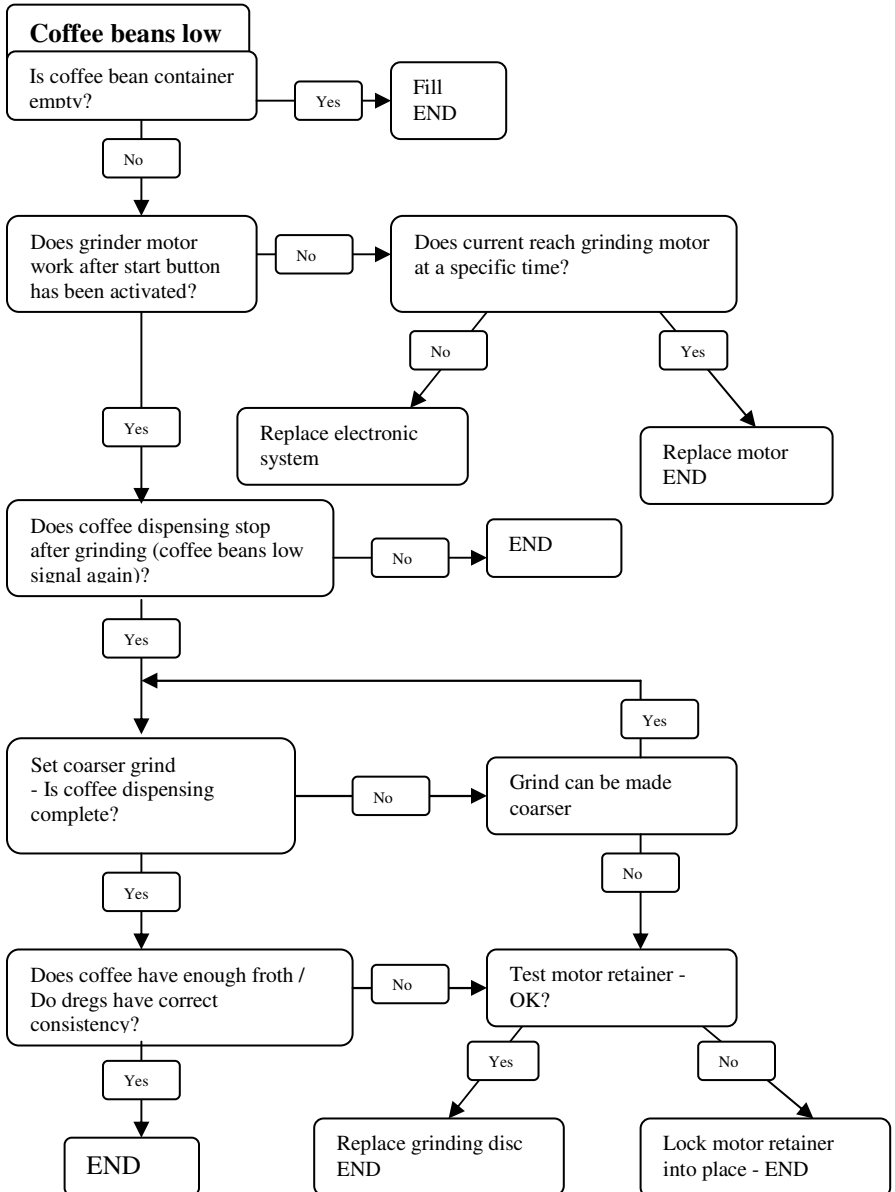 Coffee beans low
Is coffee bean container
empty?
Yes
Fill
END
No
Does grinder motor
work after start button
has been activated?
No
Does current reach grinding motor
at a specific time?
No
Yes
Replace electronic
system
Replace motor
END
Yes
Does coffee dispensing stop
after grinding (coffee beans low
signal again)?
No
END
Yes
Yes
Set coarser grind
- Is coffee dispensing
complete?
No
Grind can be made
coarser
Yes
No
Does coffee have enough froth /
Do dregs have correct
consistency?
No
Test motor retainer -
OK?
Yes
Yes
No
END
Replace grinding disc
END
Lock motor retainer
into place - END